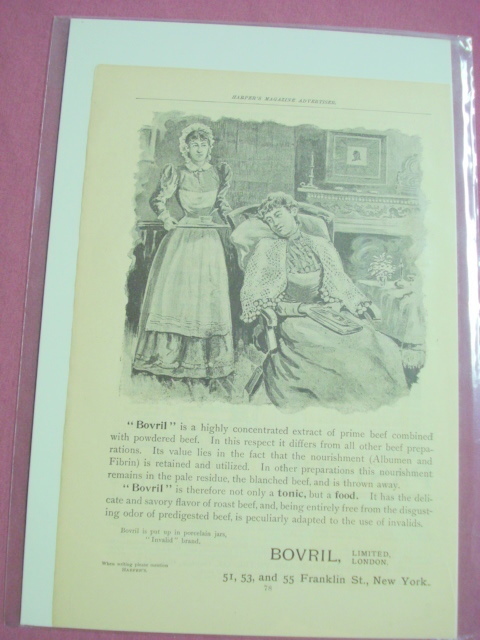 HARPER'S MAGAZINE ADVERTISING.
"Bovril" is a highly concentrated extract of prime beef combined
with powdered beef. In this respect it differs from all other beef prepa-
rations. Its value lies in the fact that the nourishment (Albumen and
Fibrin) is retained and utilized. In other preparations this nourishment
remains in the pale residue, the blanched beef, and is thrown away.
"Bovril" is therefore not only a tonic, but a food. It has the deli-
cate and savory flavor of roast beef, and, being entirely free from the disgust-
ing odor of predigested beef, is peculiarly adapted to the use of invalids.
Bovril is put up in porcelain jars,
"Invalid" brand.
BOVRIL, LIMITED, LONDON.
When writing please mention
HARPER'S.
51, 53, and 55 Franklin St., New York.
78